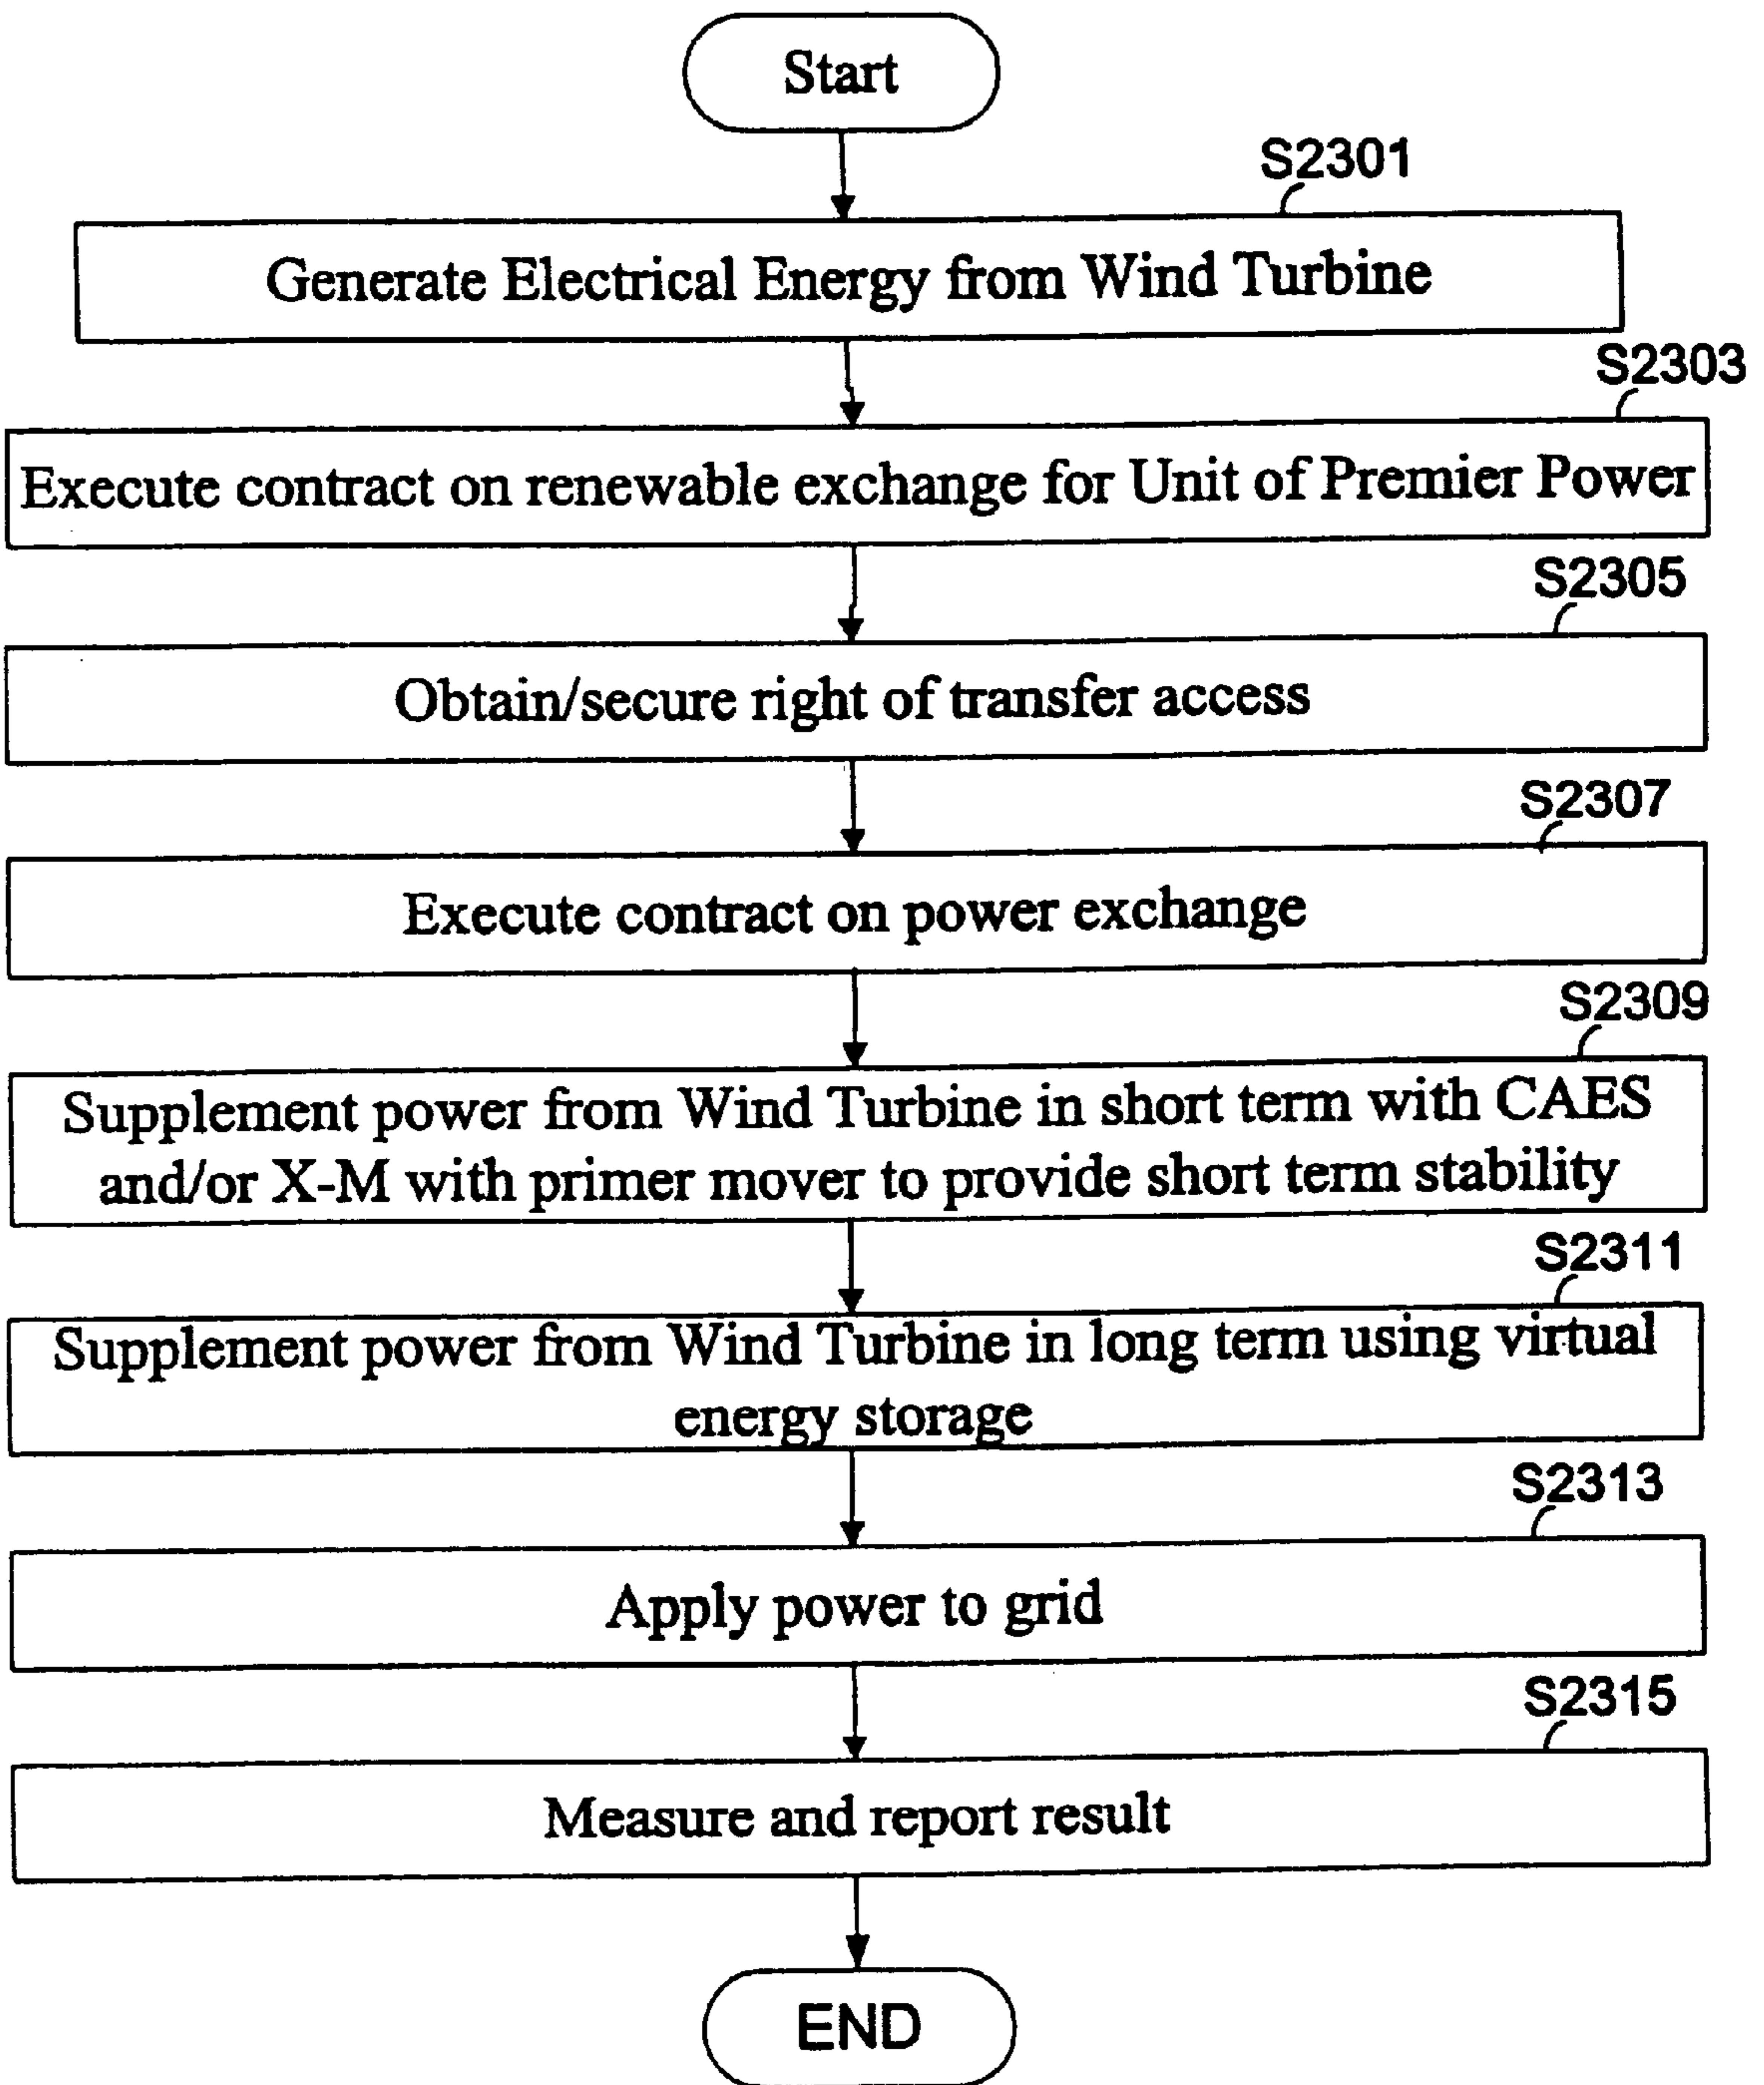 Start
S2301
Generate Electrical Energy from Wind Turbine
S2303
Execute contract on renewable exchange for Unit of Premier Power
S2305
Obtain/secure right of transfer access
S2307
Execute contract on power exchange
S2309
Supplement power from Wind Turbine in short term with CAES
and/or X-M with primer mover to provide short term stability
S2311
Supplement power from Wind Turbine in long term using virtual
energy storage
S2313
Apply power to grid
S2315
Measure and report result
END